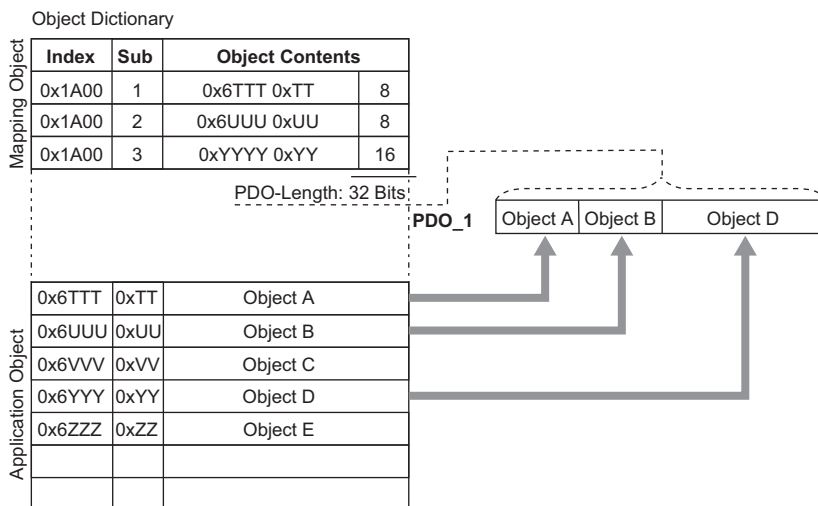 Object Dictionary
Mapping Object
Index Sub Object Contents
0x1A00 1 0x6TTT 0xTT 8
0x1A00 2 0x6UUU 0xUU 8
0x1A00 3 0xYYYY 0xYY 16
PDO-Length: 32 Bits
PDO_1 Object A Object B Object D
Application Object
0x6TTT 0xTT Object A
0x6UUU 0xUU Object B
0x6VVV 0xVV Object C
0x6YYY 0xYY Object D
0x6ZZZ 0xZZ Object E